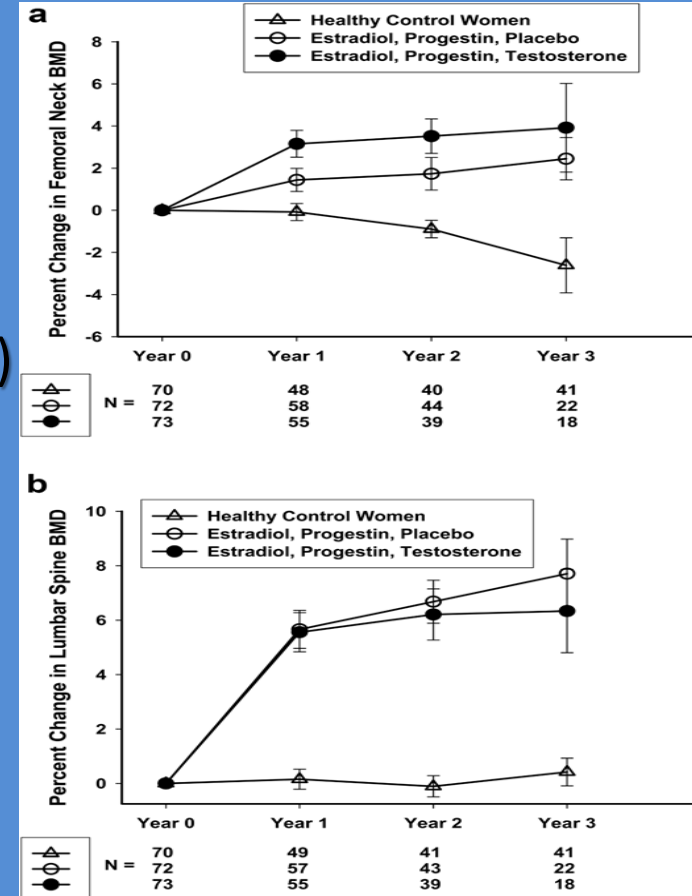 a
Healthy Control Women
Estradiol, Progestin, Placebo
Estradiol, Progestin, Testosterone
Percent Change in Femoral Neck BMD
8
6
4
2
0
-2
-4
-6
Year 0 Year 1 Year 2 Year 3
)
N =
70 48 40 41
72 58 44 22
73 55 39 18
b
Healthy Control Women
Estradiol, Progestin, Placebo
Estradiol, Progestin, Testosterone
Percent Change in Lumbar Spine BMD
10
8
6
4
2
0
Year 0 Year 1 Year 2 Year 3
N =
70 49 41 41
72 57 43 22
73 55 39 18